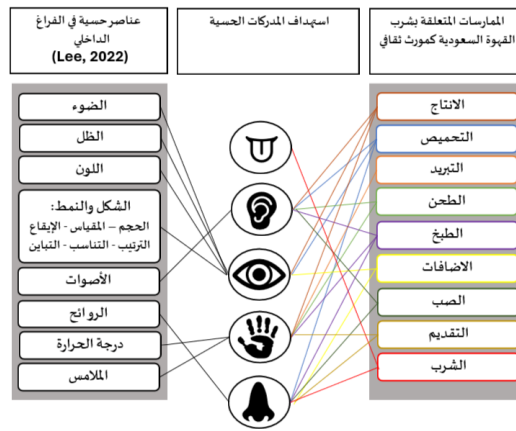 الممارسات المتعلقة بشرب
القهوة السعودية كمورث ثقافي
استهداف المدركات الحسية
عناصر حسية في الفراغ
الداخلي
(Lee, 2022)
الانتاج
التحميص
التبريد
الطحن
الطبخ
الاضافات
الصب
التقديم
الشرب
الضوء
الظل
اللون
الشكل والنمط:
الحجم – المقياس - الإيقاع
الترتيب - التناسب - التباين
الأصوات
الروائح
درجة الحرارة
الملامس